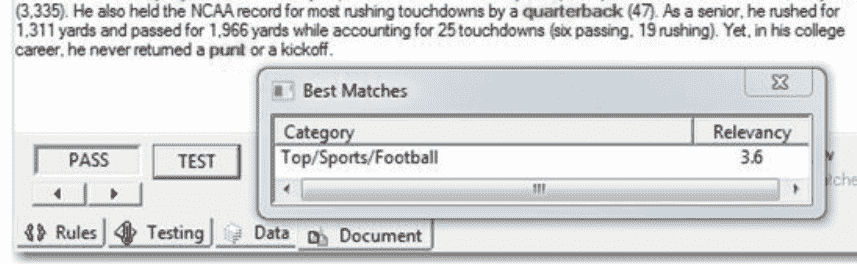 (3,335). He also held the NCAA record for most rushing touchdowns by a quarterback (47). As a senior, he rushed for
1,311 yards and passed for 1,966 yards while accounting for 25 touchdowns (six passing, 19 rushing). Yet, in his college
career, he never returned a punt or a kickoff.
Best Matches
Category Relevancy
Top/Sports/Football 3.6
PASS TEST
Rules Testing Data Document